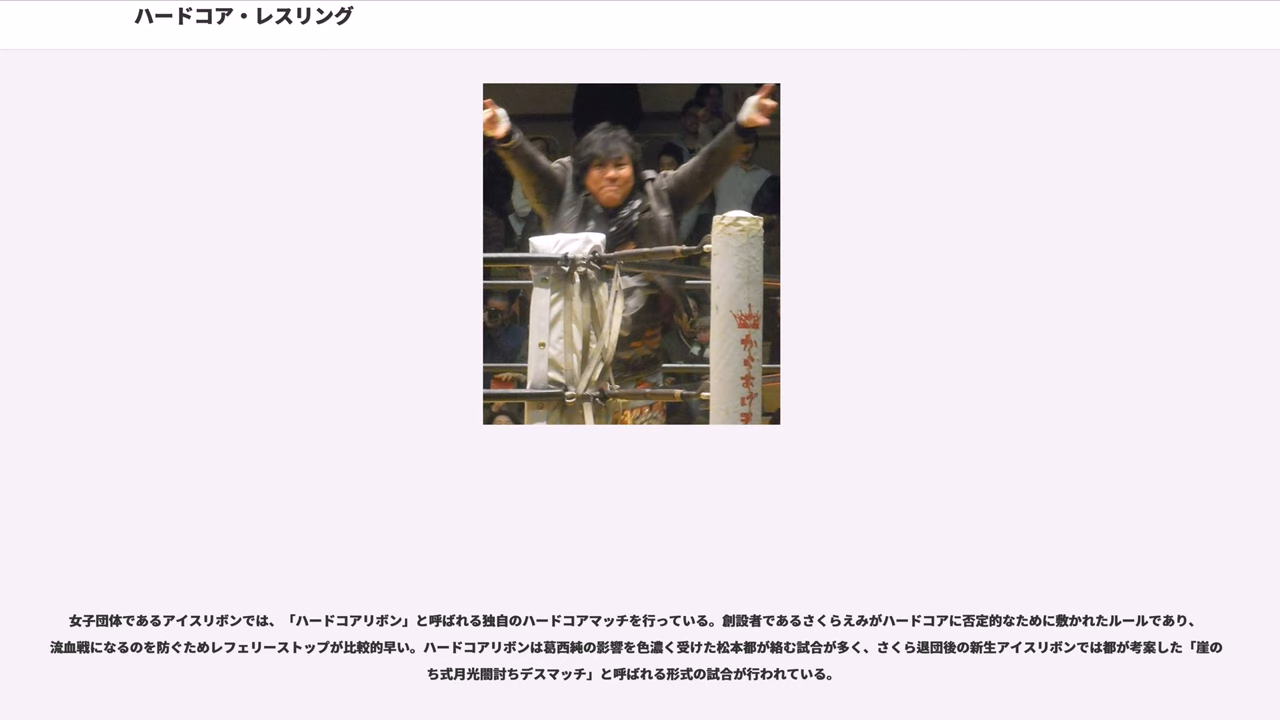 ハードコア・レスリング
からあげ
女子団体であるアイスリボンでは、「ハードコアリボン」と呼ばれる独自のハードコアマッチを行っている。創設者であるさくらえみがハードコアに否定的なために敷かれたルールであり、
流血戦になるのを防ぐためレフェリーストップが比較的早い。ハードコアリボンは葛西純の影響を色濃く受けた松本都が絡む試合が多く、さくら退団後の新生アイスリボンでは都が考案した「崖の
ち式月光闇討ちデスマッチ」と呼ばれる形式の試合が行われている。